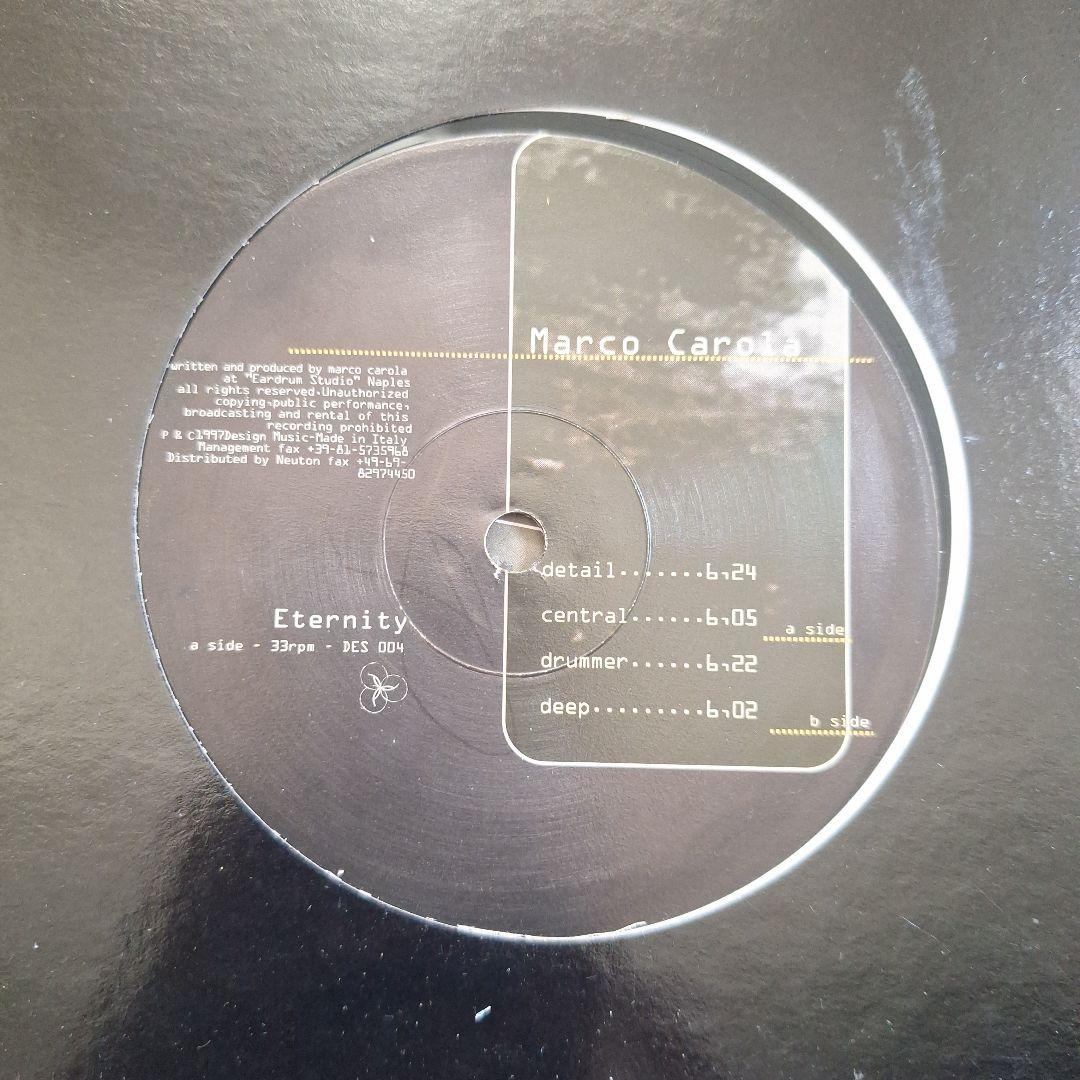 Marco Carola
written and produced by marco carola
at "Eardrum Studio" Naples
all rights reserved.Unauthorized
copying,public performance,
broadcasting and rental of this
recording prohibited
P & C1997Design Music-Made in Italy
Management fax +39-81-5735968
Distributed by Neuton fax +49-69-
82974450
detail.......6,24
central......6,05
a side
drummer......6,22
deep.........6,02
b side
Eternity
a side - 33rpm - DES 004